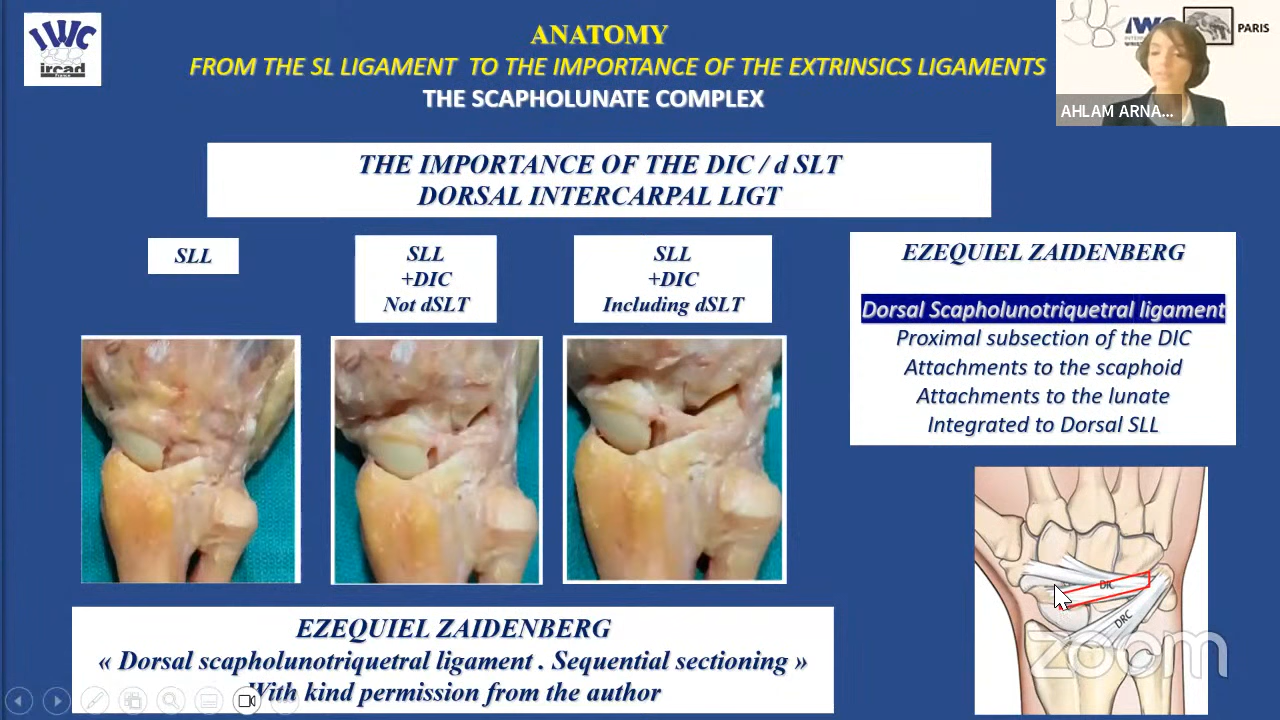 IWC
ircad
France
ANATOMY
FROM THE SL LIGAMENT TO THE IMPORTANCE OF THE EXTRINSICS LIGAMENTS
THE SCAPHOLUNATE COMPLEX
IWC
PARIS
AHLAM ARNA...
THE IMPORTANCE OF THE DIC / d SLT
DORSAL INTERCARPAL LIGT
SLL
SLL
+DIC
Not dSLT
SLL
+DIC
Including dSLT
EZEQUIEL ZAIDENBERG
Dorsal Scapholunotriquetral ligament
Proximal subsection of the DIC
Attachments to the scaphoid
Attachments to the lunate
Integrated to Dorsal SLL
DIC
DRC
zoom
EZEQUIEL ZAIDENBERG
« Dorsal scapholunotriquetral ligament . Sequential sectioning »
With kind permission from the author